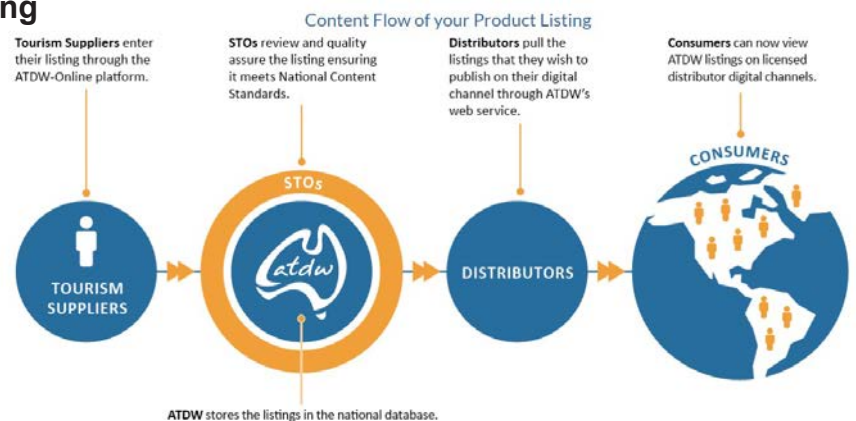 ng
Content Flow of your Product Listing
Tourism Suppliers enter
their listing through the
ATDW-Online platform.
STOs review and quality
assure the listing ensuring
it meets National Content
Standards.
Distributors pull the
listings that they wish to
publish on their digital
channel through ATDW's
web service.
Consumers can now view
ATDW listings on licensed
distributor digital channels.
TOURISM
SUPPLIERS
STOs
atdw
DISTRIBUTORS
CONSUMERS
ATDW stores the listings in the national database.